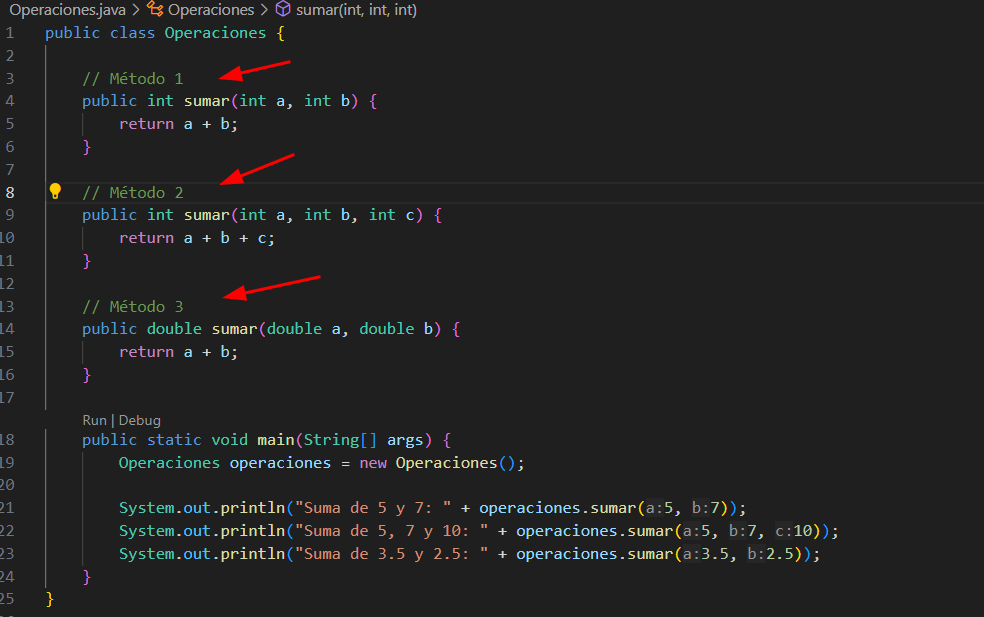 Operaciones.java > Operaciones > sumar(int, int, int)
1 public class Operaciones {
2
3 // Método 1
4 public int sumar(int a, int b) {
5 return a + b;
6 }
7
8 // Método 2
9 public int sumar(int a, int b, int c) {
10 return a + b + c;
11 }
12
13 // Método 3
14 public double sumar(double a, double b) {
15 return a + b;
16 }
17
Run | Debug
18 public static void main(String[] args) {
19 Operaciones operaciones = new Operaciones();
20
21 System.out.println("Suma de 5 y 7: " + operaciones.sumar(a:5, b:7));
22 System.out.println("Suma de 5, 7 y 10: " + operaciones.sumar(a:5, b:7, c:10));
23 System.out.println("Suma de 3.5 y 2.5: " + operaciones.sumar(a:3.5, b:2.5));
24 }
25 }